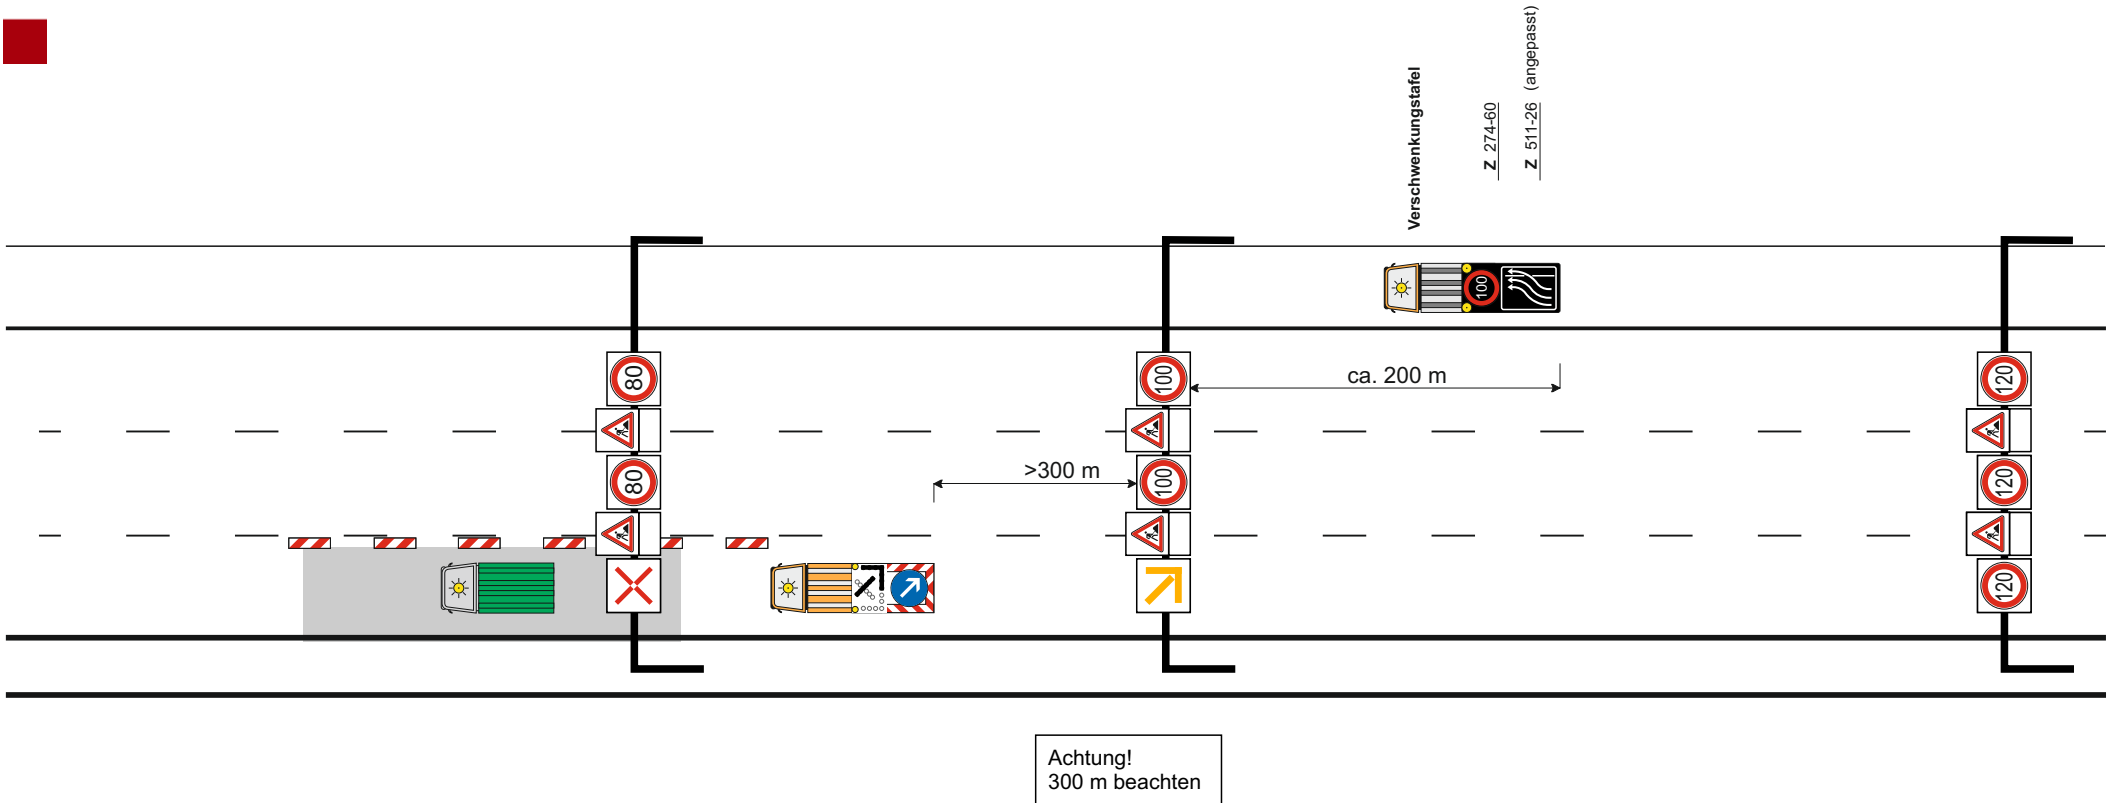 Verschwenkungstafel
Z 274-60
Z 511-26 (angepasst)
100
80
100
ca. 200 m
120
80
>300 m
100
120
120
Achtung!
300 m beachten